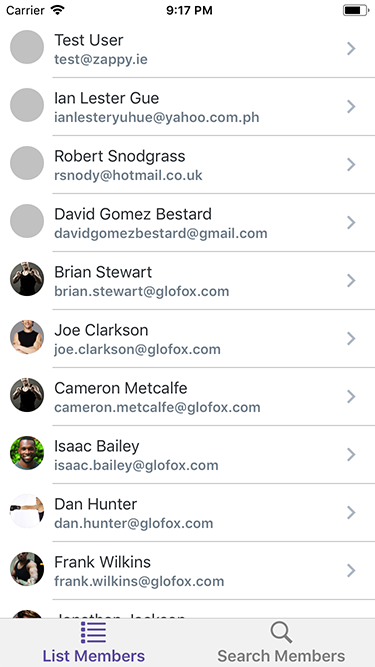 Carrier 9:17 PM
Test User
test@zappy.ie
Ian Lester Gue
ianlesteryuhue@yahoo.com.ph
Robert Snodgrass
rsnody@hotmail.co.uk
David Gomez Bestard
davidgomezbestard@gmail.com
Brian Stewart
brian.stewart@glofox.com
Joe Clarkson
joe.clarkson@glofox.com
Cameron Metcalfe
cameron.metcalfe@glofox.com
Isaac Bailey
isaac.bailey@glofox.com
Dan Hunter
dan.hunter@glofox.com
Frank Wilkins
frank.wilkins@glofox.com
List Members Search Members